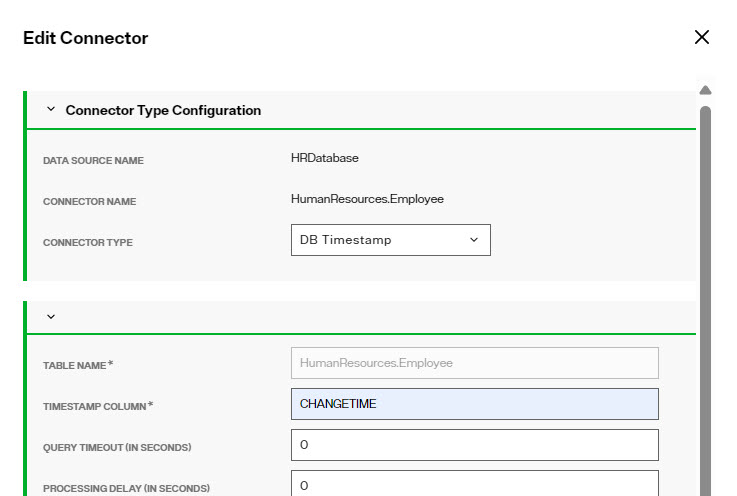 Edit Connector
Connector Type Configuration
DATA SOURCE NAME HRDatabase
CONNECTOR NAME HumanResources.Employee
CONNECTOR TYPE DB Timestamp
TABLE NAME* HumanResources.Employee
TIMESTAMP COLUMN* CHANGETIME
QUERY TIMEOUT (IN SECONDS) 0
PROCESSING DELAY (IN SECONDS) 0